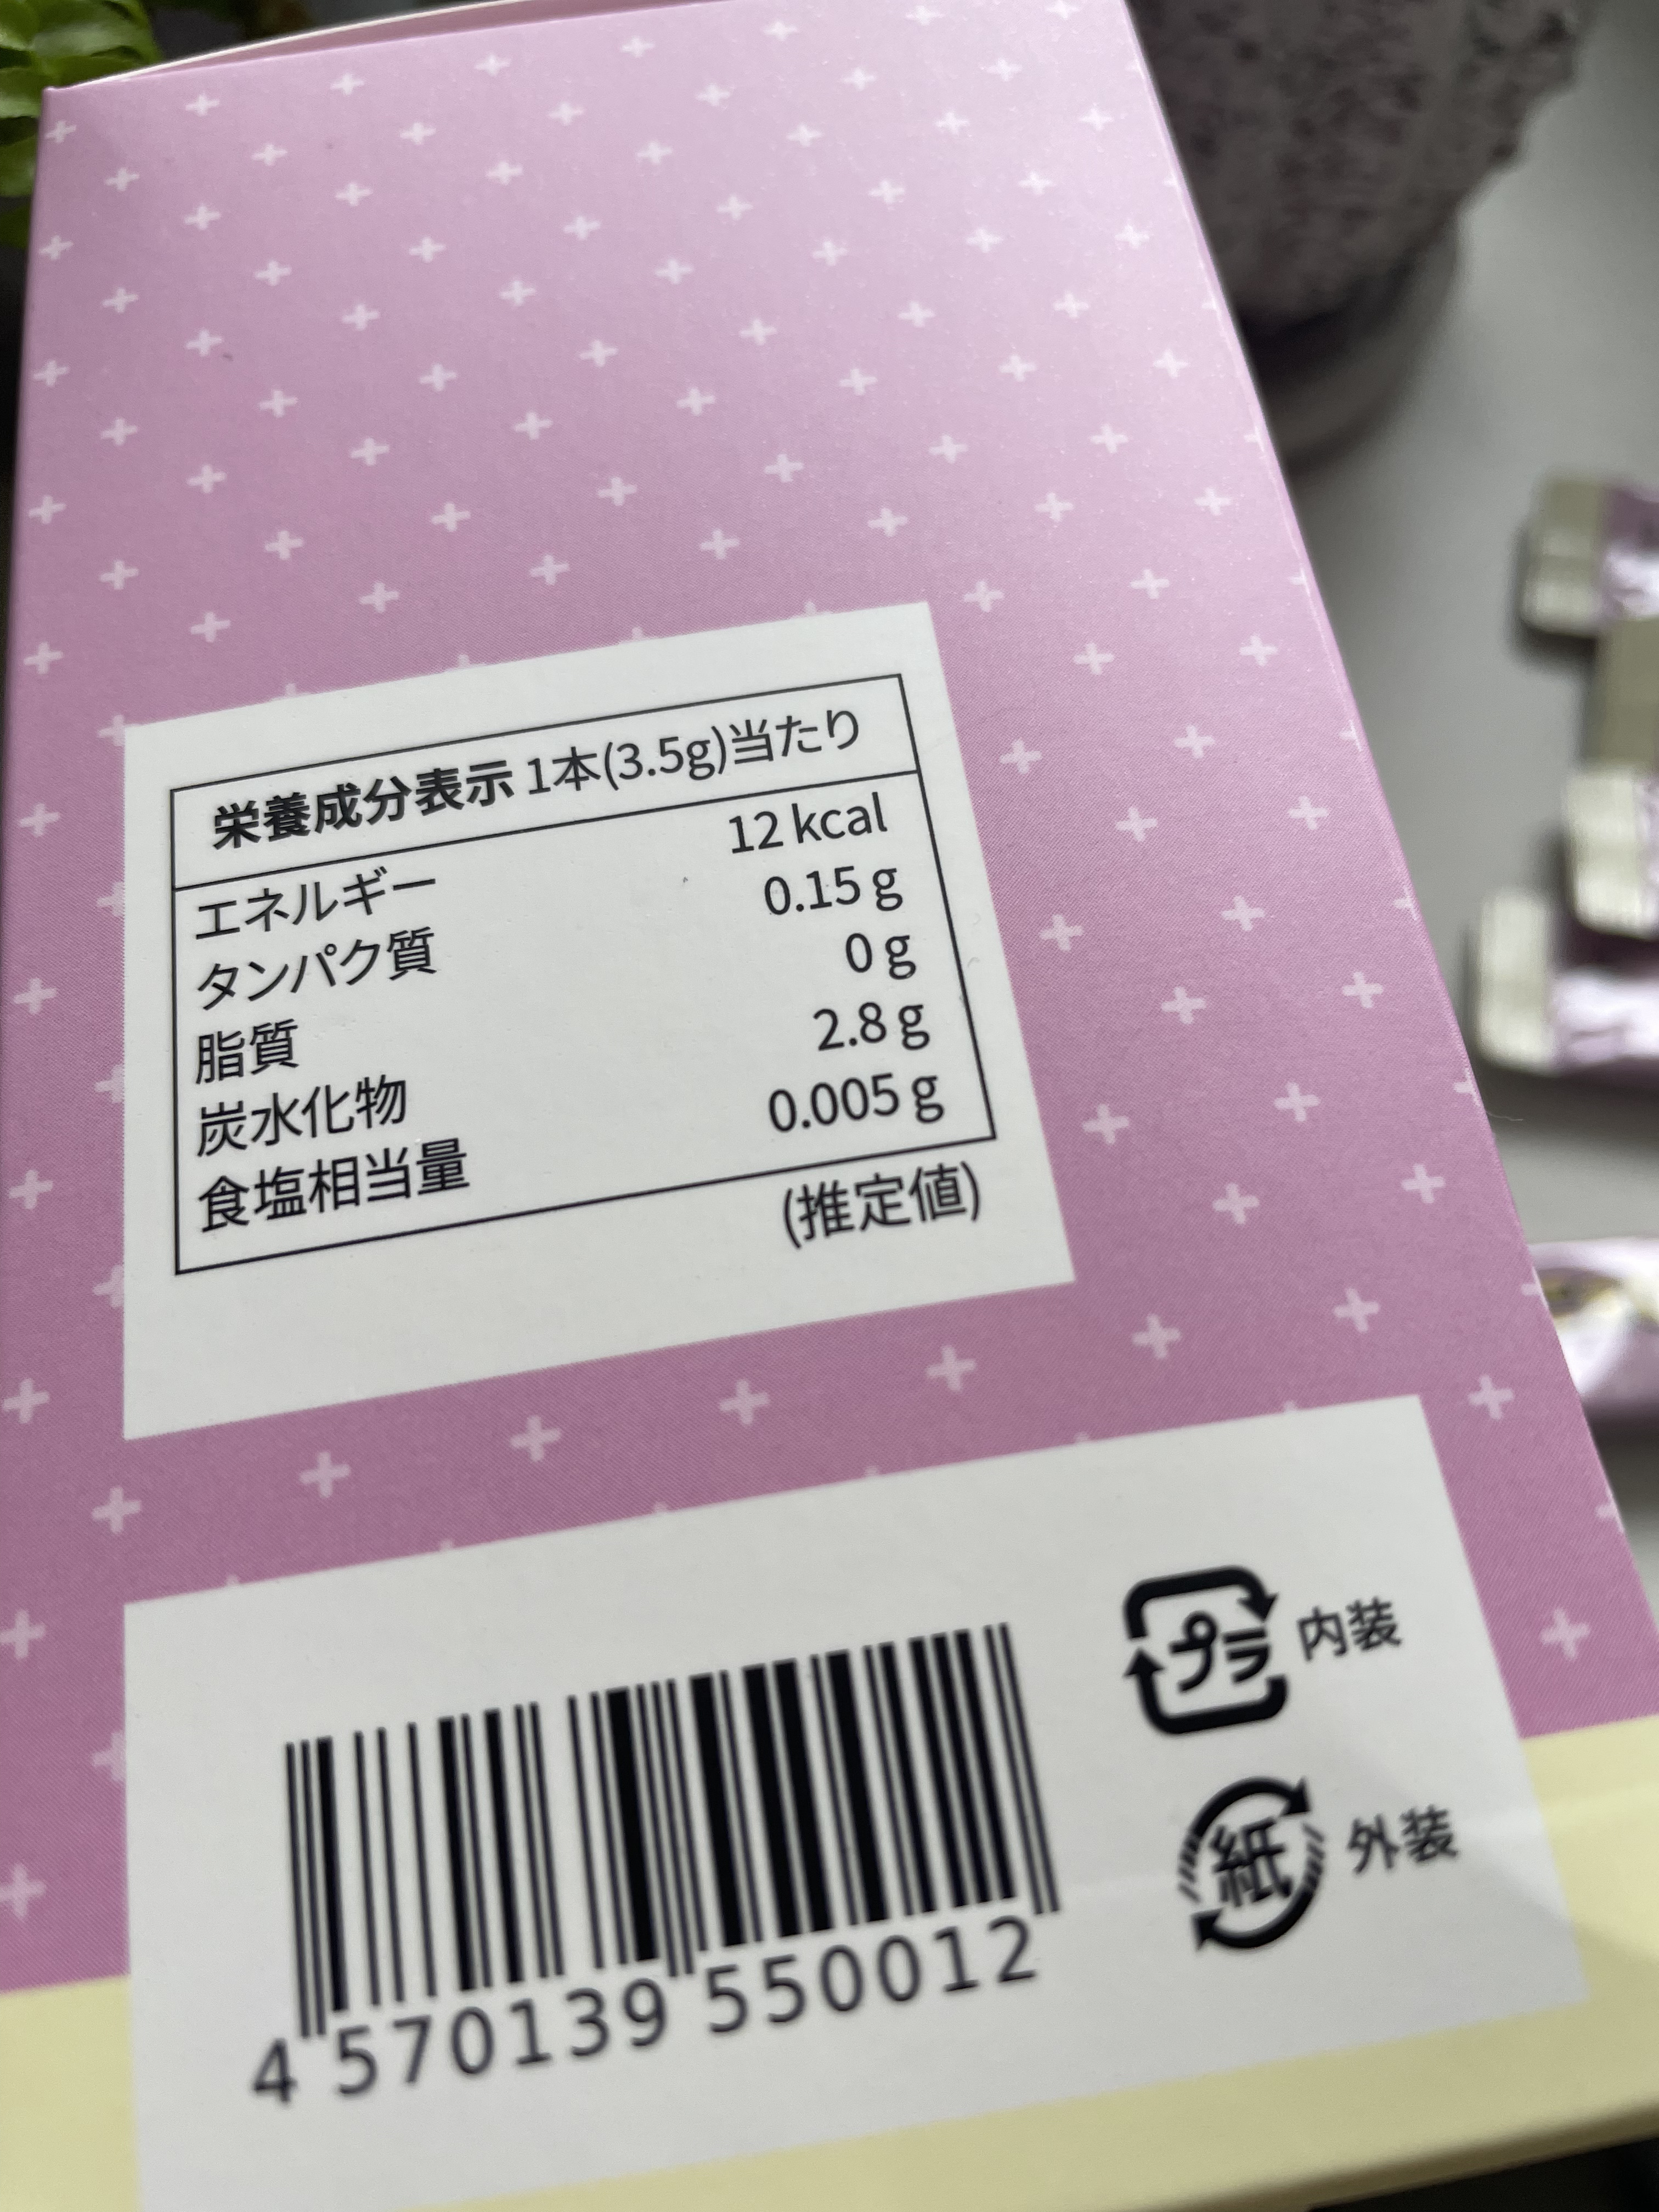 栄養成分表示 1本(3.5g)当たり
エネルギー 12 kcal
タンパク質 0.15 g
脂質 0 g
炭水化物 2.8 g
食塩相当量 0.005 g
(推定値)
プラ 内装
紙 外装
4 570139 550012